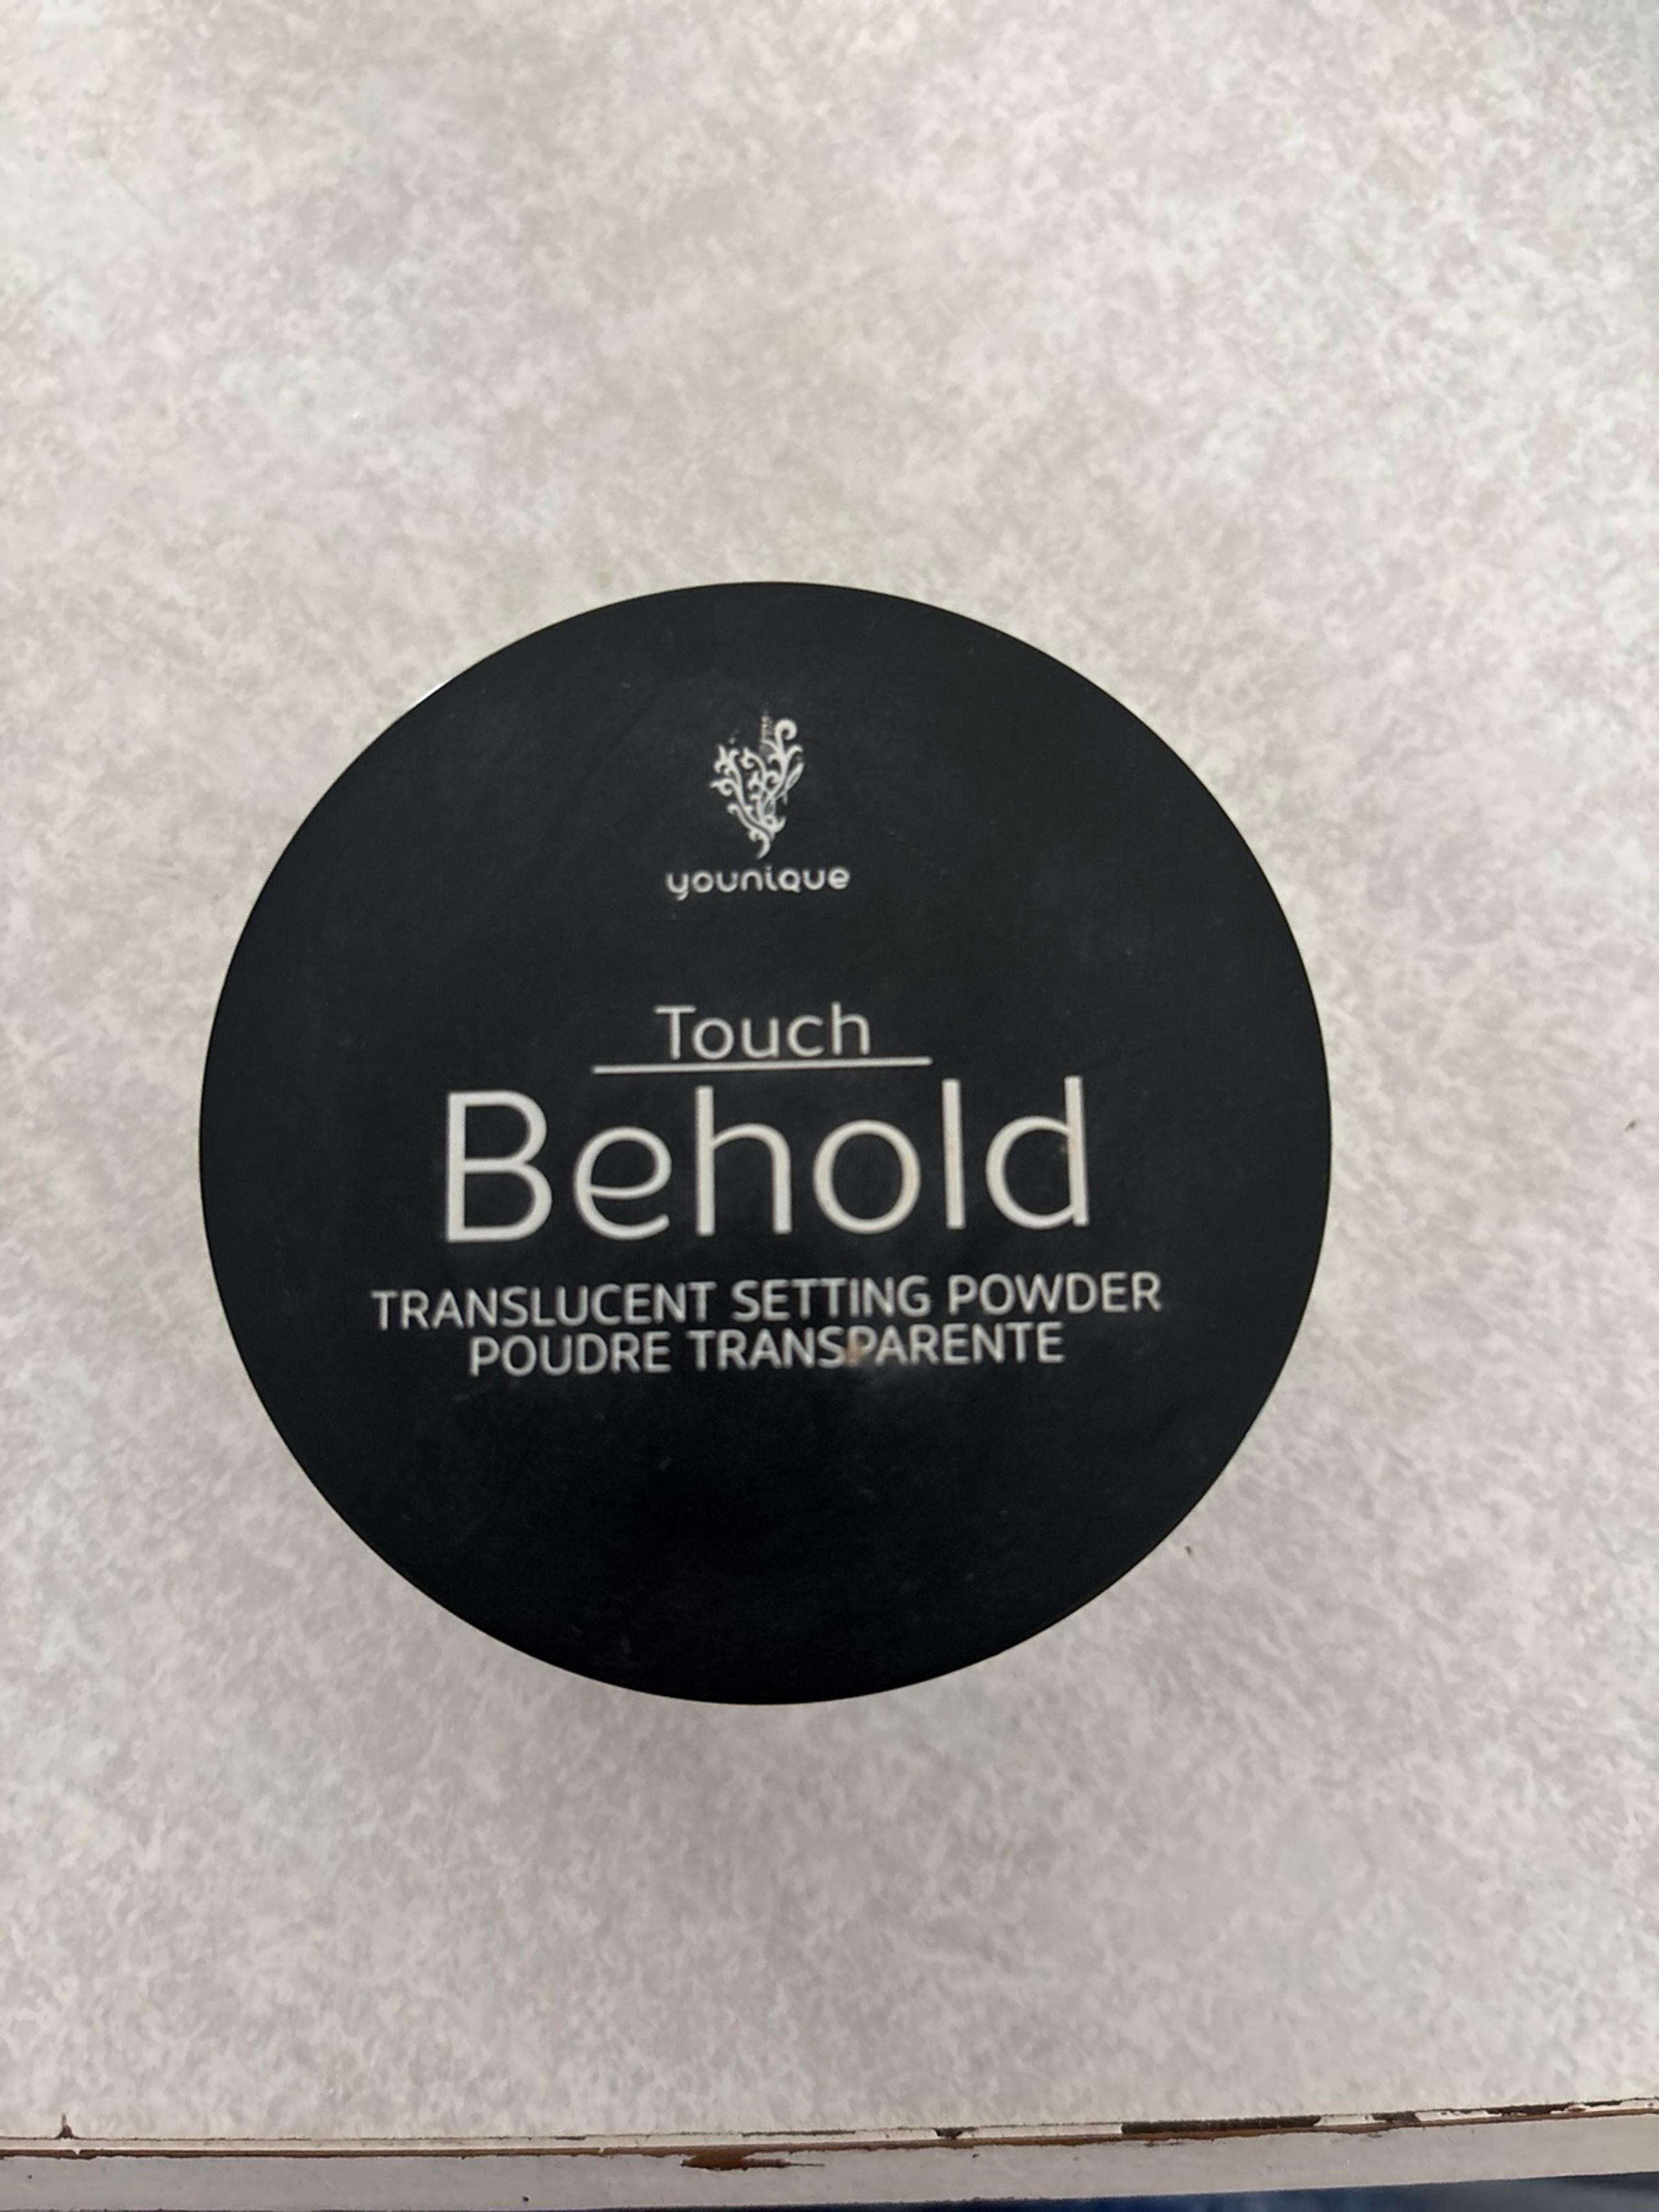 younique
Touch
Behold
TRANSLUCENT SETTING POWDER
POUDRE TRANSPARENTE